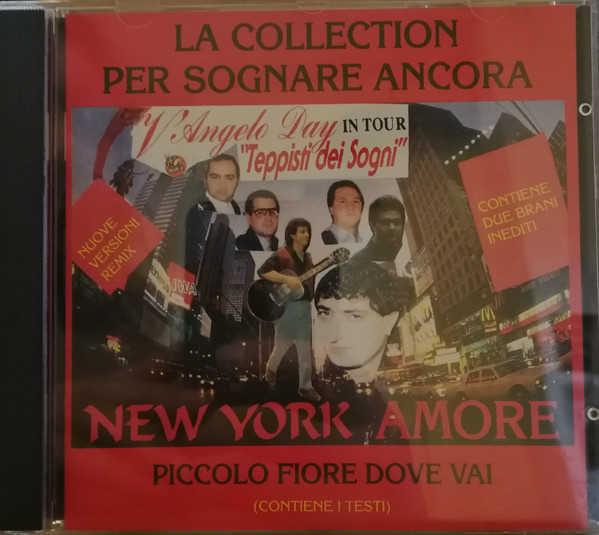 LA COLLECTION
PER SOGNARE ANCORA
V'Angelo Day IN TOUR
"Teppisti dei Sogni"
NUOVE
VERSIONI
REMIX
CONTIENE
DUE BRANI
INEDITI
NEW YORK AMORE
PICCOLO FIORE DOVE VAI
(CONTIENE I TESTI)